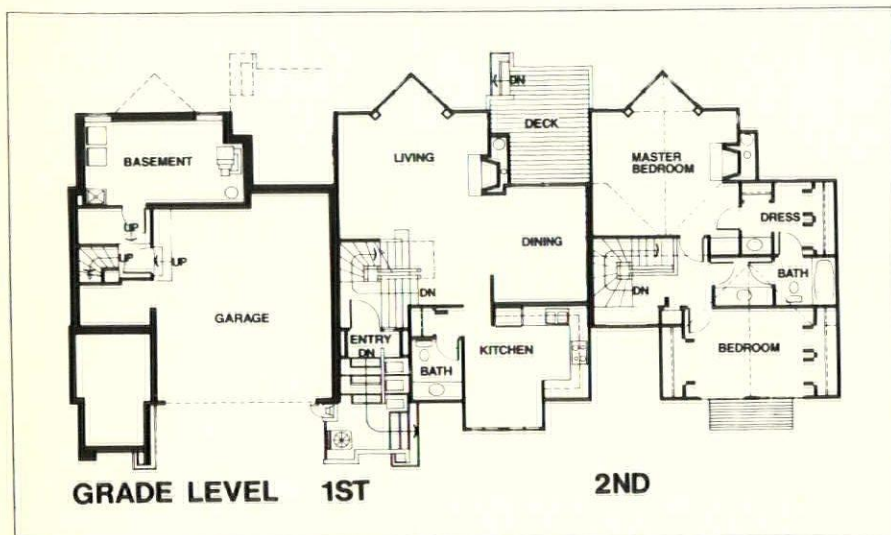 BASEMENT
UP
UP
UP
GARAGE
GRADE LEVEL
LIVING
DN
DECK
DINING
DN
ENTRY
DN
BATH
KITCHEN
1ST
MASTER
BEDROOM
DRESS
BATH
DN
BEDROOM
2ND